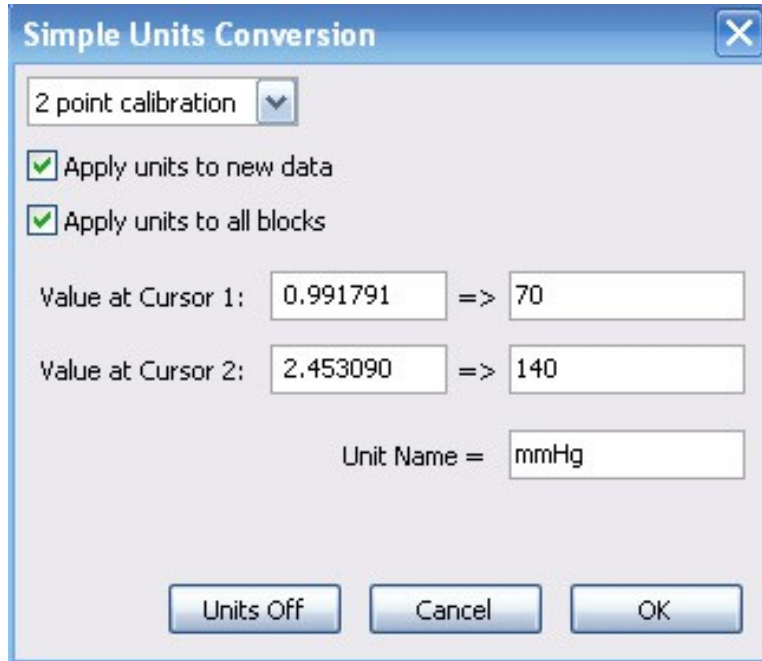 Simple Units Conversion
2 point calibration
Apply units to new data
Apply units to all blocks
Value at Cursor 1: 0.991791 => 70
Value at Cursor 2: 2.453090 => 140
Unit Name = mmHg
Units Off Cancel OK